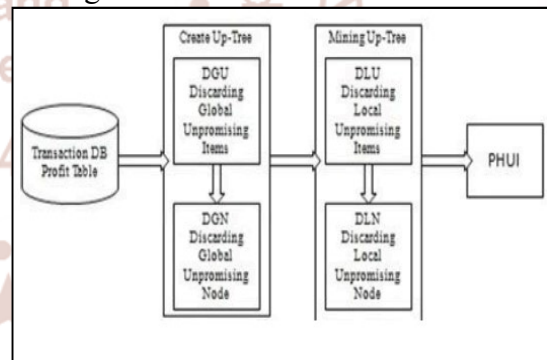 Transaction DB
Profit Table
Create Up-Tree
DGU
Discarding
Global
Unpromising
Items
DGN
Discarding
Global
Unpromising
Node
Mining Up-Tree
DLU
Discarding
Local
Unpromising
Items
DLN
Discarding
Local
Unpromising
Node
PHUI